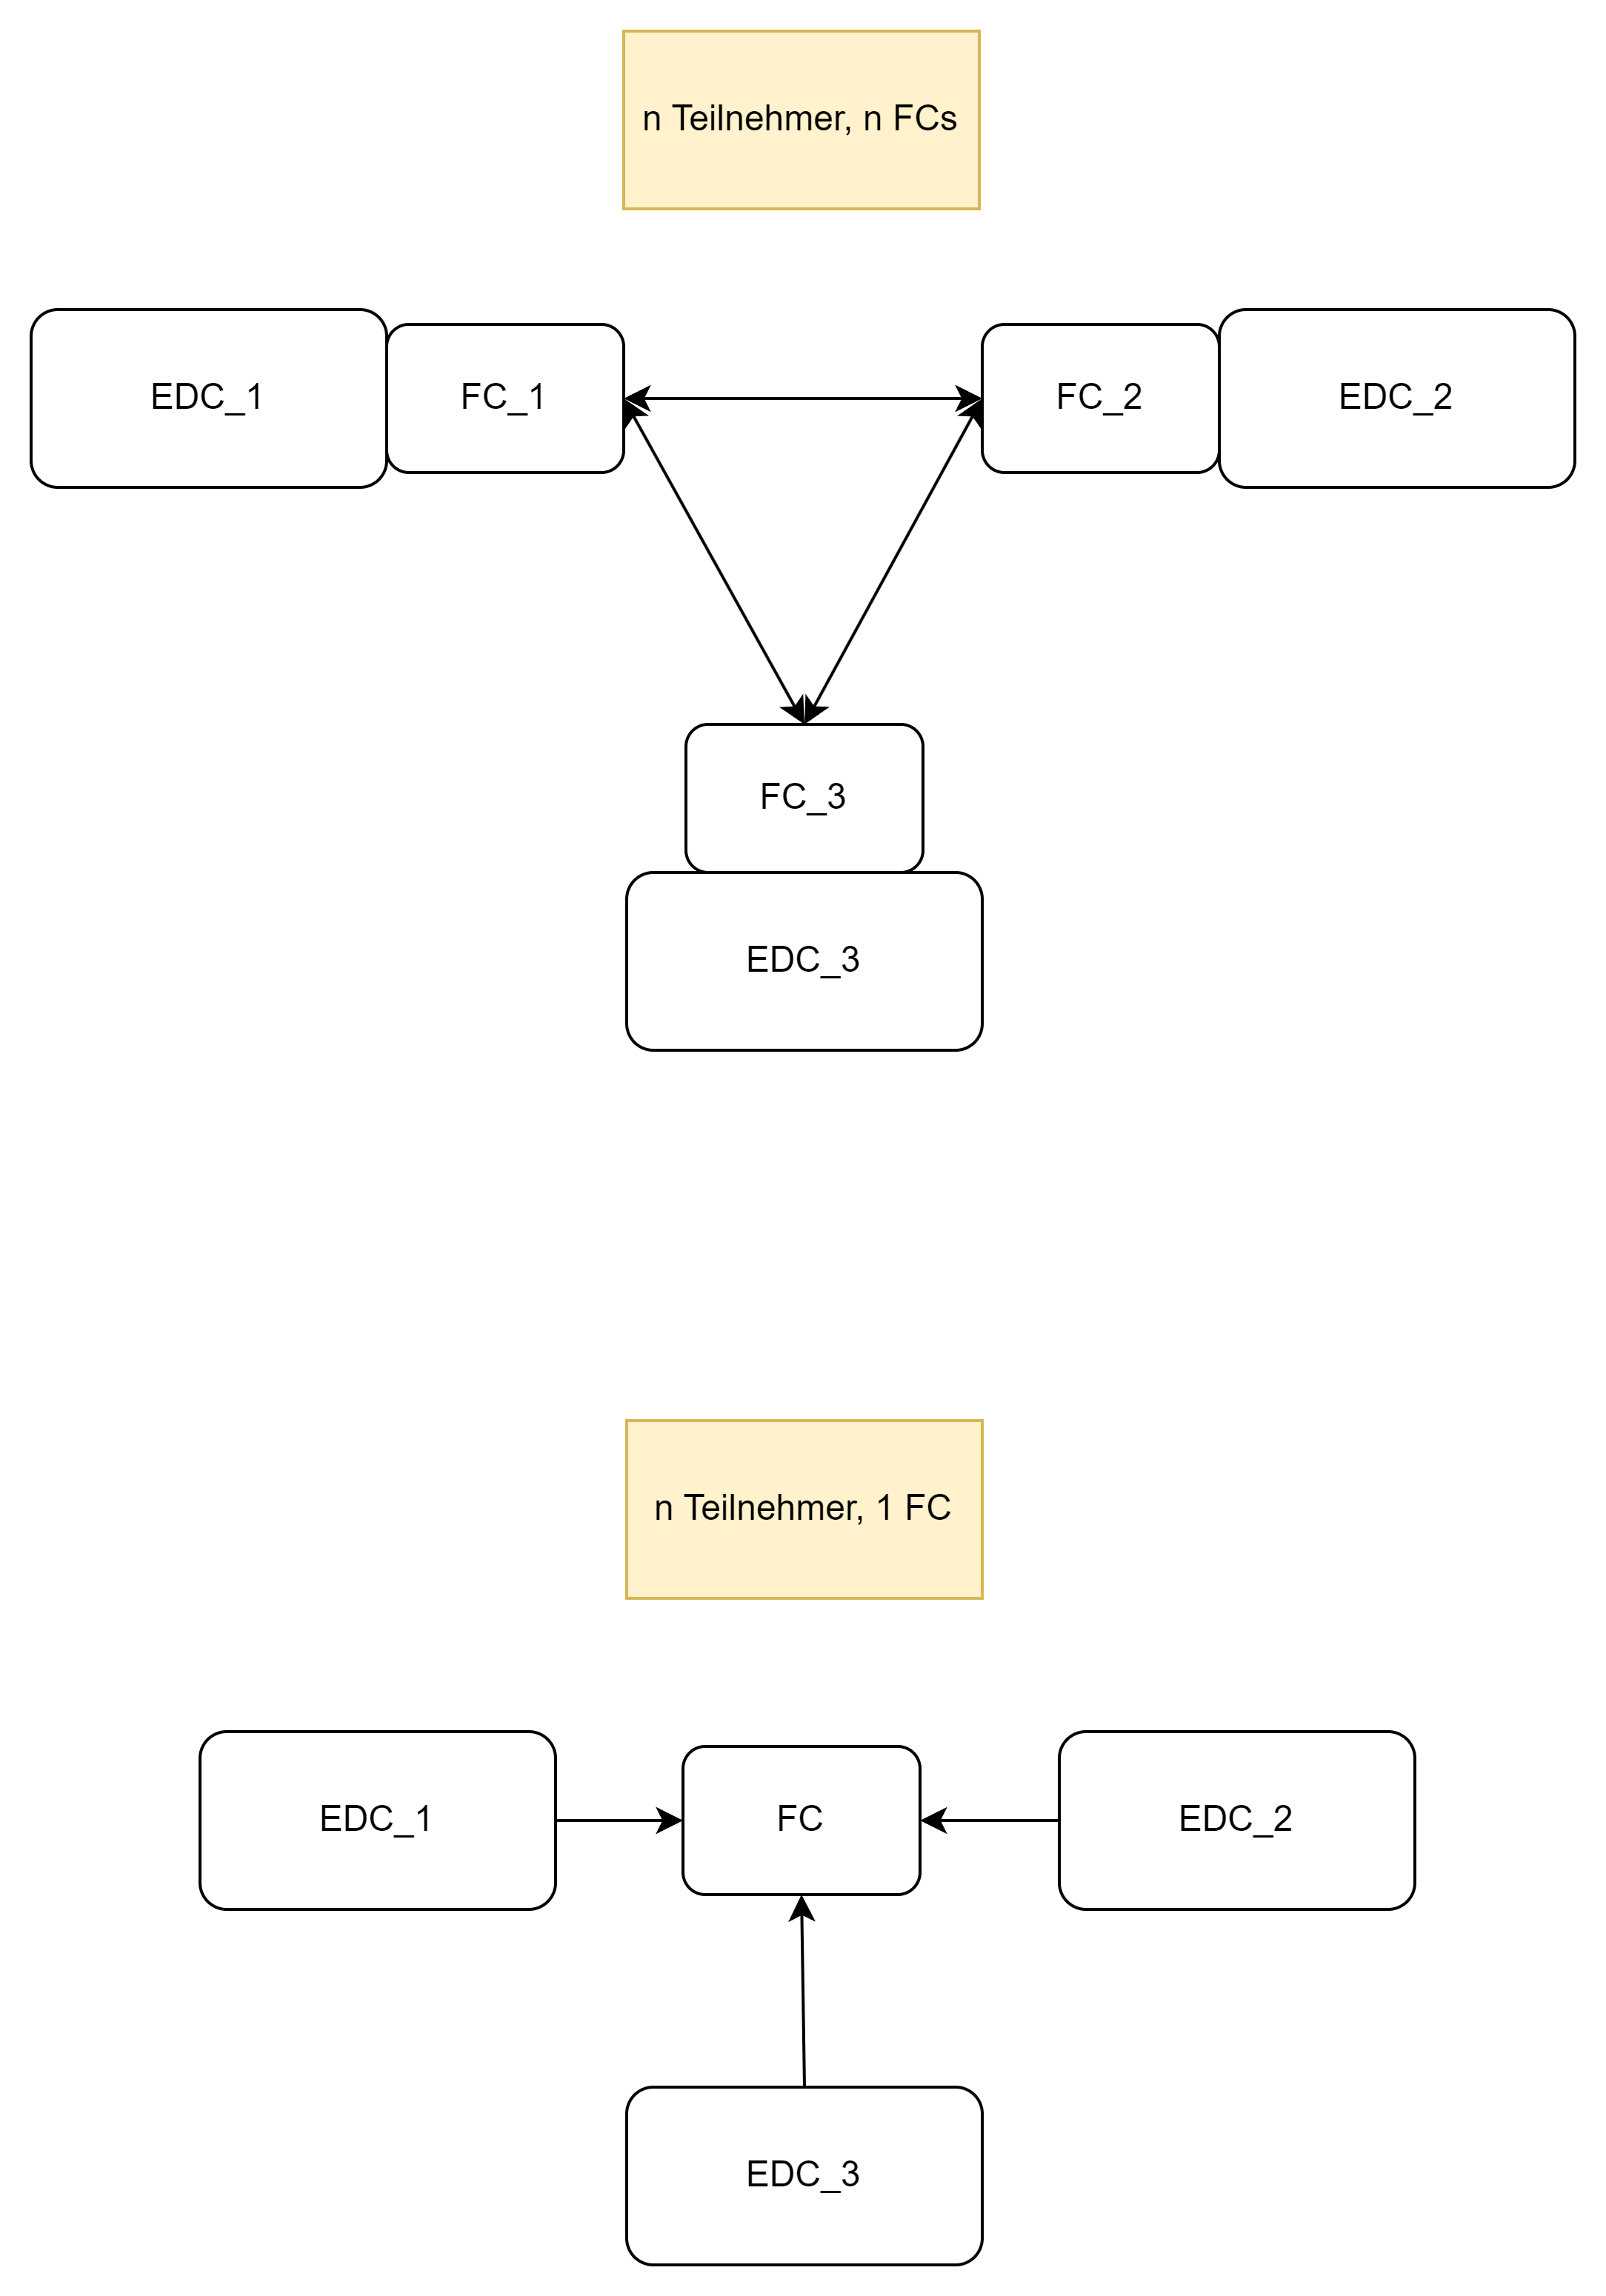 n Teilnehmer, n FCs
EDC_1
FC_1
FC_2
EDC_2
FC_3
EDC_3
n Teilnehmer, 1 FC
EDC_1
FC
EDC_2
EDC_3